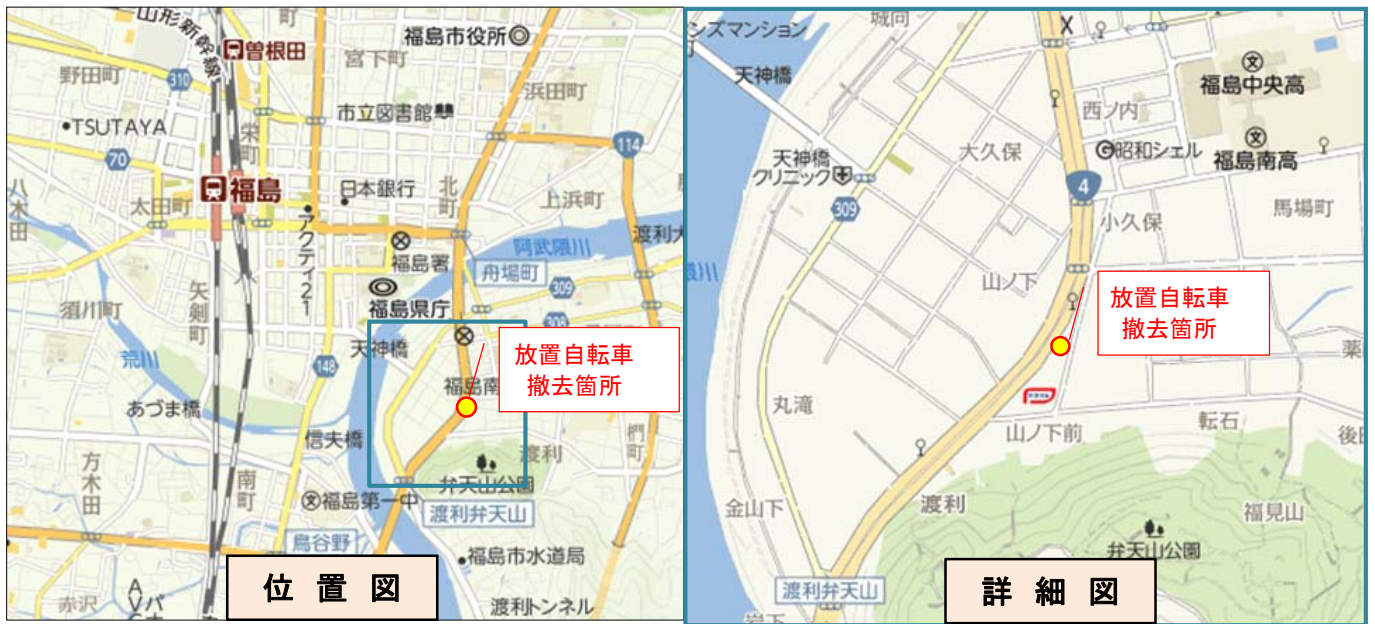 山形新幹線
町
曽根田
福島市役所
野田町
310
宮下町
浜田町
市立図書館
TSUTAYA
栄町
114
70
福島
日本銀行
北町
上浜町
八木田
太田町
アクティ21
福島署
阿武隈川
渡利大
舟場町
309
須川町
矢剣町
福島県庁
308
天神橋
放置自転車
撤去箇所
荒川
148
福島南
あづま橋
信夫橋
渡利
椚町
方木田
南町
弁天山公園
福島第一中
渡利弁天山
鳥谷野
福島市水道局
赤沢
位置図
渡利トンネル
シズマンション
城向
天神橋
福島中央高
西ノ内
天神橋
クリニック
大久保
昭和シェル
福島南高
4
309
小久保
馬場町
山ノ下
放置自転車
撤去箇所
薬
丸滝
山ノ下前
転石
後田
金山下
渡利
福見山
弁天山公園
渡利弁天山
詳細図
岩下